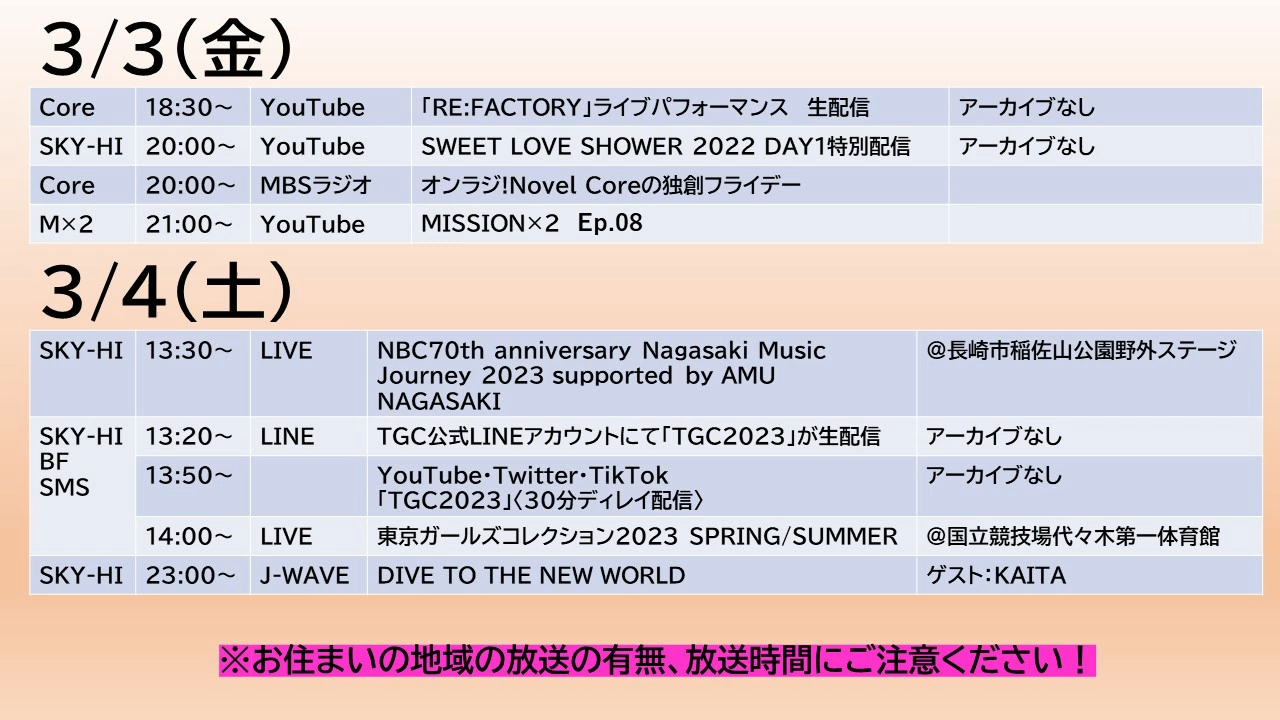 3/3(金)
Core 18:30～ YouTube 「RE:FACTORY」ライブパフォーマンス　生配信 アーカイブなし
SKY-HI 20:00～ YouTube SWEET LOVE SHOWER 2022 DAY1特別配信 アーカイブなし
Core 20:00～ MBSラジオ オンラジ!Novel Coreの独創フライデー
M×2 21:00～ YouTube MISSION×2　Ep.08
3/4(土)
SKY-HI 13:30～ LIVE NBC70th anniversary Nagasaki Music @長崎市稲佐山公園野外ステージ
Journey 2023 supported by AMU
NAGASAKI
SKY-HI 13:20～ LINE TGC公式LINEアカウントにて「TGC2023」が生配信 アーカイブなし
BF
SMS
13:50～ YouTube・Twitter・TikTok アーカイブなし
「TGC2023」〈30分ディレイ配信〉
14:00～ LIVE 東京ガールズコレクション2023 SPRING/SUMMER @国立競技場代々木第一体育館
SKY-HI 23:00～ J-WAVE DIVE TO THE NEW WORLD ゲスト：KAITA
※お住まいの地域の放送の有無、放送時間にご注意ください！